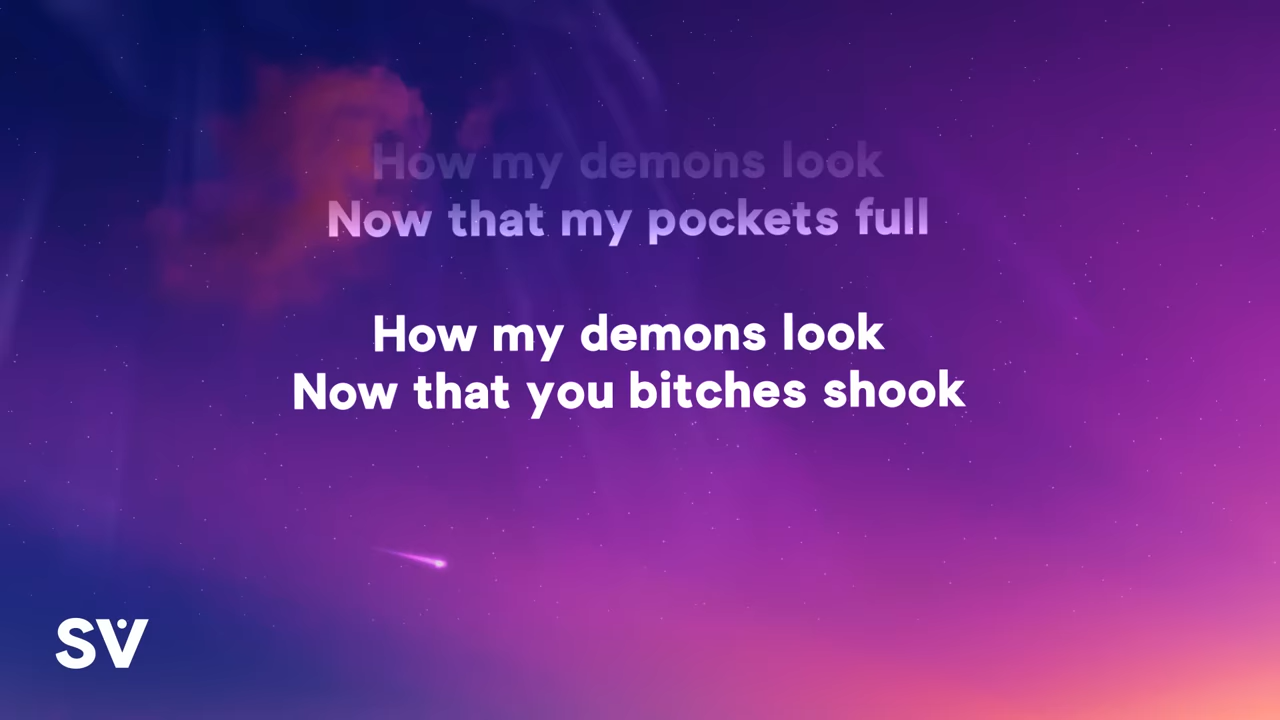 How my demons look
Now that my pockets full
How my demons look
Now that you bitches shook
SV